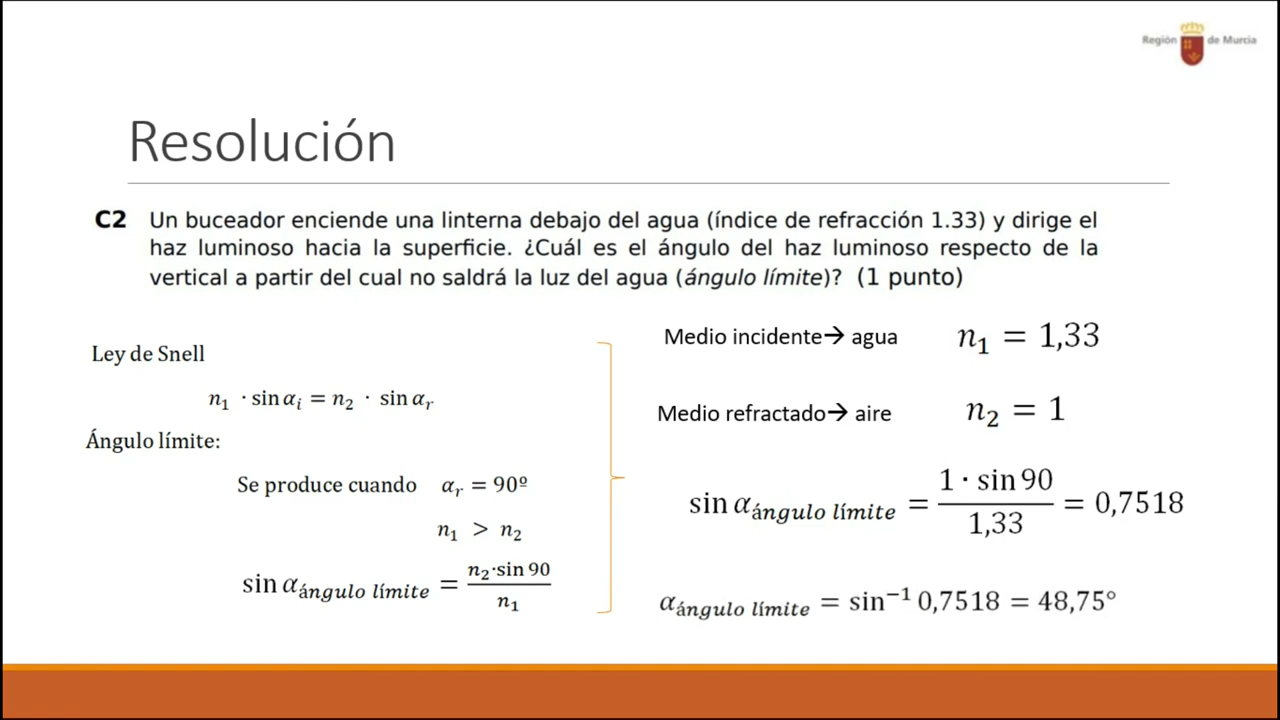 Región de Murcia
Resolución
C2 Un buceador enciende una linterna debajo del agua (índice de refracción 1.33) y dirige el
haz luminoso hacia la superficie. ¿Cuál es el ángulo del haz luminoso respecto de la
vertical a partir del cual no saldrá la luz del agua (ángulo límite)? (1 punto)
Ley de Snell
n₁ · sin αᵢ = n₂ · sin αᵣ
Ángulo límite:
Se produce cuando αᵣ = 90º
n₁ > n₂
sin α_ángulo límite = n₂·sin 90 / n₁
Medio incidente→ agua n₁ = 1,33
Medio refractado→ aire n₂ = 1
sin α_ángulo límite = 1 · sin 90 / 1,33 = 0,7518
α_ángulo límite = sin⁻¹ 0,7518 = 48,75°